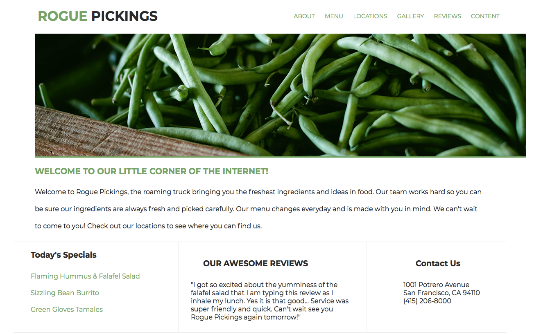 ROGUE PICKINGS
ABOUT MENU LOCATIONS GALLERY REVIEWS CONTENT
WELCOME TO OUR LITTLE CORNER OF THE INTERNET!
Welcome to Rogue Pickings, the roaming truck bringing you the freshest ingredients and ideas in food. Our team works hard so you can
be sure our ingredients are always fresh and picked carefully. Our menu changes everyday and is made with you in mind. We can't wait
to come to you! Check out our locations to see where you can find us.
Today's Specials
Flaming Hummus & Falafel Salad
Sizzling Bean Burrito
Green Gloves Tamales
OUR AWESOME REVIEWS
"I got so excited about the yumminess of the
falafel salad that I am typing this review as I
inhale my lunch. Yes it is that good... Service was
super friendly and quick. Can't wait see you
Rogue Pickings again tomorrow!"
Contact Us
1001 Potrero Avenue
San Francisco, CA 94110
(415) 206-8000